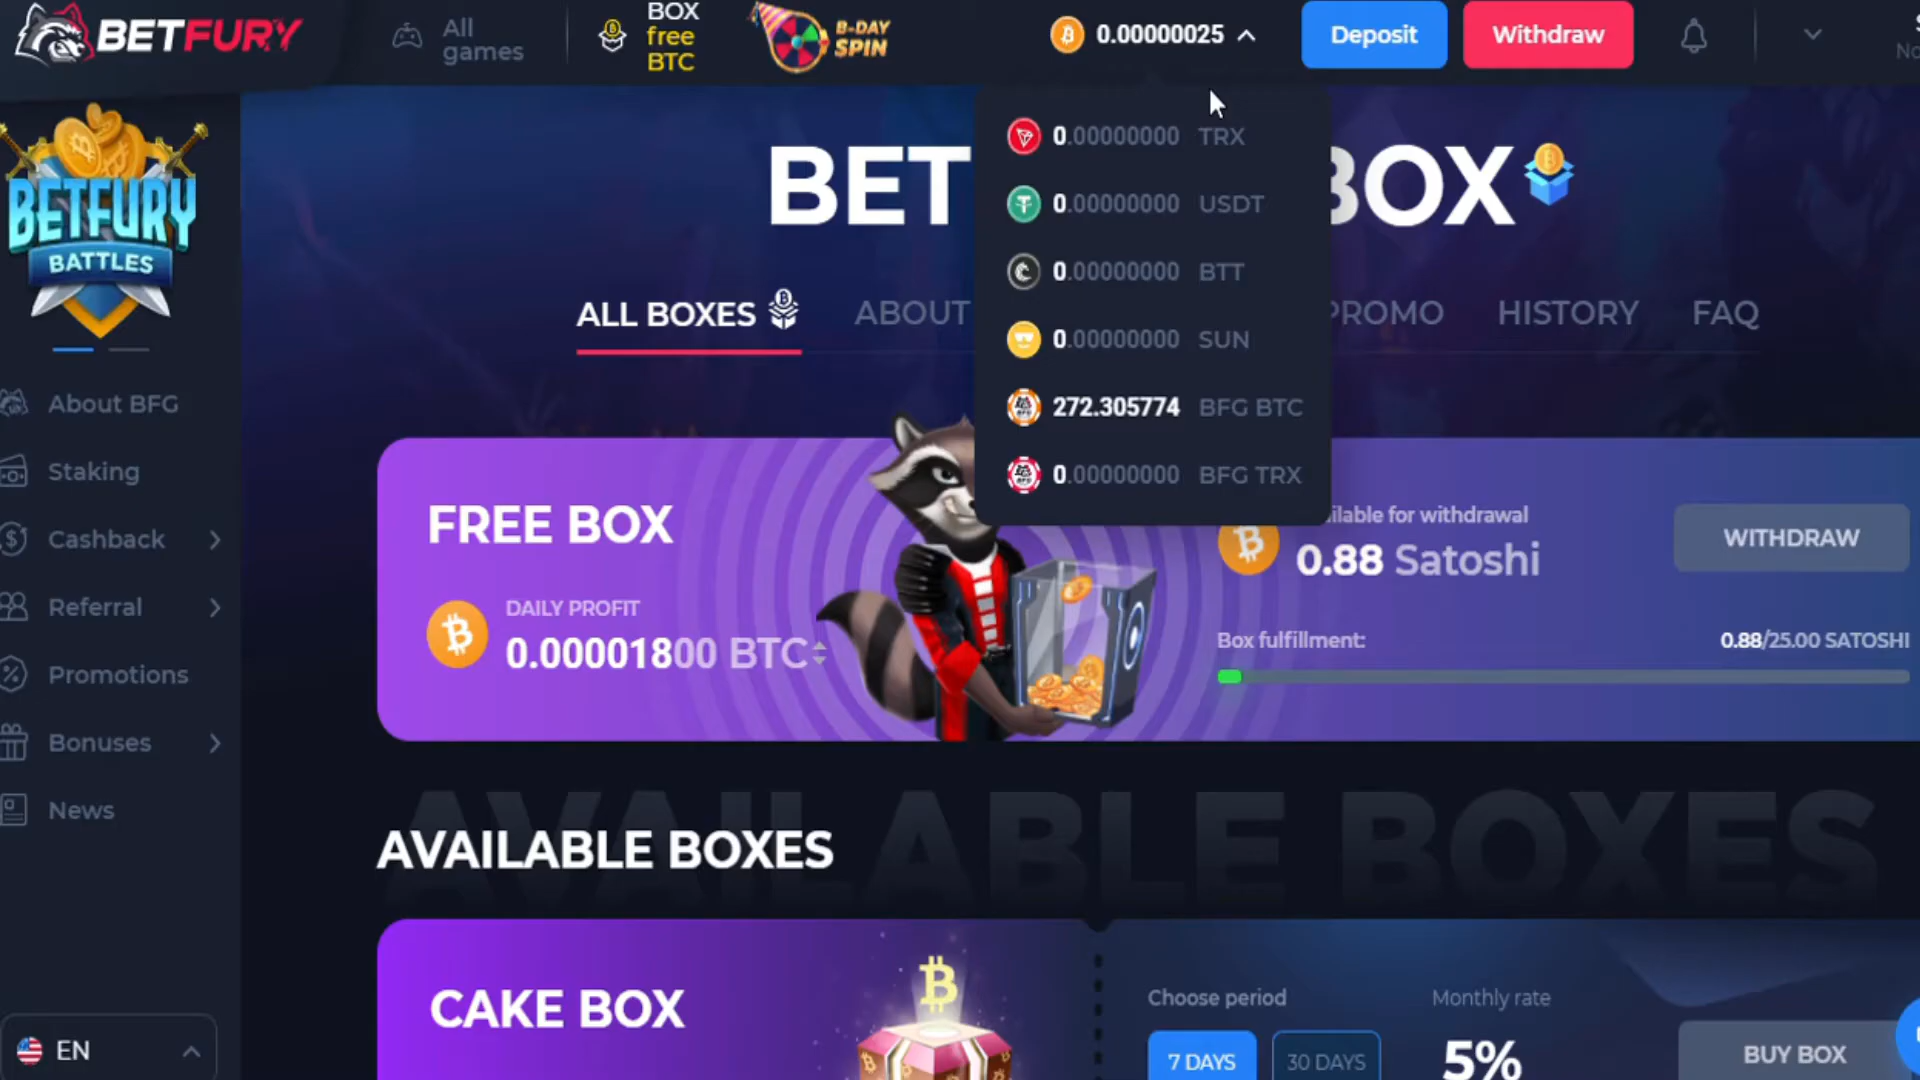 BETFURY
All games
BOX free BTC
B-DAY SPIN
0.00000025
Deposit
Withdraw
BETFURY BATTLES
0.00000000 TRX
0.00000000 USDT
0.00000000 BTT
0.00000000 SUN
272.305774 BFG BTC
0.00000000 BFG TRX
BET
BOX
ALL BOXES
ABOUT
PROMO
HISTORY
FAQ
About BFG
Staking
Cashback
Referral
Promotions
Bonuses
News
EN
FREE BOX
DAILY PROFIT
0.00001800 BTC
ilable for withdrawal
0.88 Satoshi
WITHDRAW
Box fulfillment:
0.88/25.00 SATOSHI
AVAILABLE BOXES
AVAILABLE BOXES
CAKE BOX
Choose period
7 DAYS
30 DAYS
Monthly rate
5%
BUY BOX